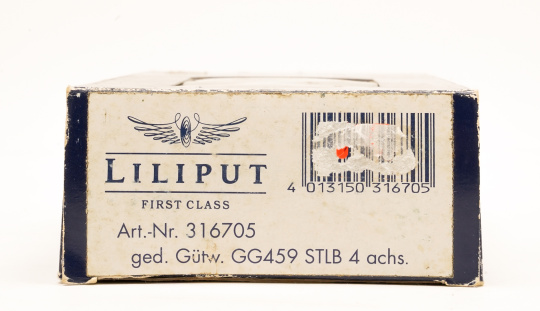 LILIPUT
FIRST CLASS
4 013150 316705
Art.-Nr. 316705
ged. Gütw. GG459 STLB 4 achs.